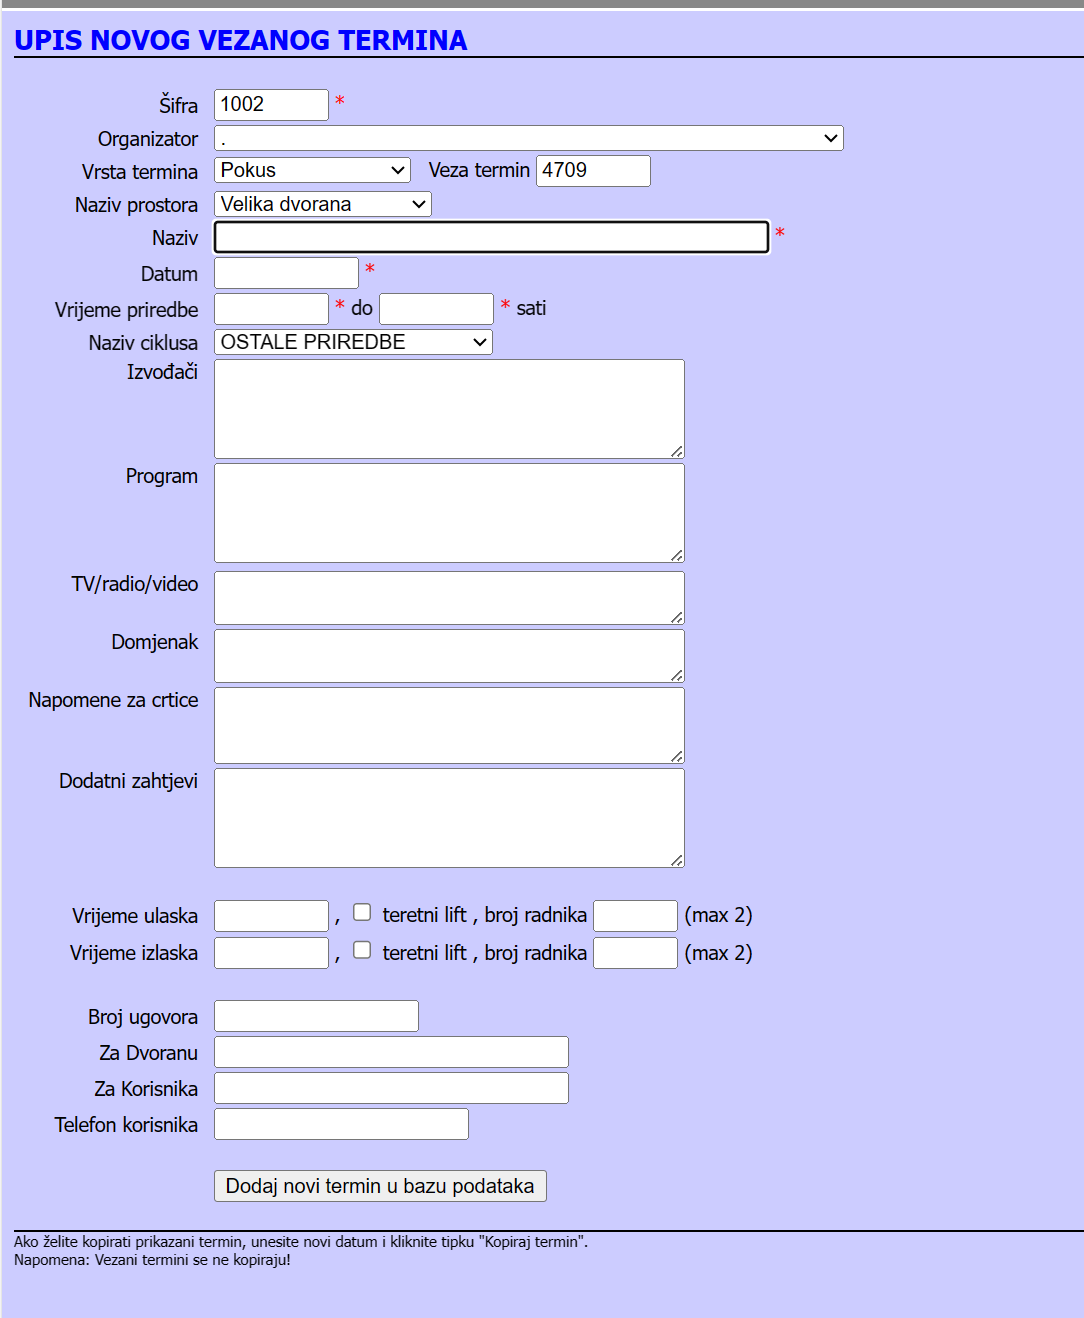 UPIS NOVOG VEZANOG TERMINA
Šifra 1002 *
Organizator .
Vrsta termina Pokus Veza termin 4709
Naziv prostora Velika dvorana
Naziv *
Datum *
Vrijeme priredbe * do * sati
Naziv ciklusa OSTALE PRIREDBE
Izvođači
Program
TV/radio/video
Domjenak
Napomene za crtice
Dodatni zahtjevi
Vrijeme ulaska , teretni lift , broj radnika (max 2)
Vrijeme izlaska , teretni lift , broj radnika (max 2)
Broj ugovora
Za Dvoranu
Za Korisnika
Telefon korisnika
Dodaj novi termin u bazu podataka
Ako želite kopirati prikazani termin, unesite novi datum i kliknite tipku "Kopiraj termin".
Napomena: Vezani termini se ne kopiraju!